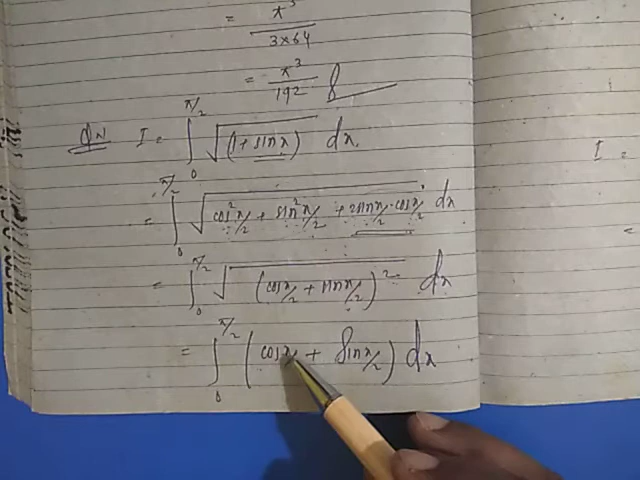 = π³ / 3×64
= π³ / 192
Qn I = ∫₀^π/2 √(1 + sinx) dx
= ∫₀^π/2 √cos²x/2 + sin²x/2 + 2sinx/2 · cosx/2 dx
= ∫₀^π/2 √(cosx/2 + sinx/2)² dx
= ∫₀^π/2 (cosx/2 + sinx/2) dx
I =
=